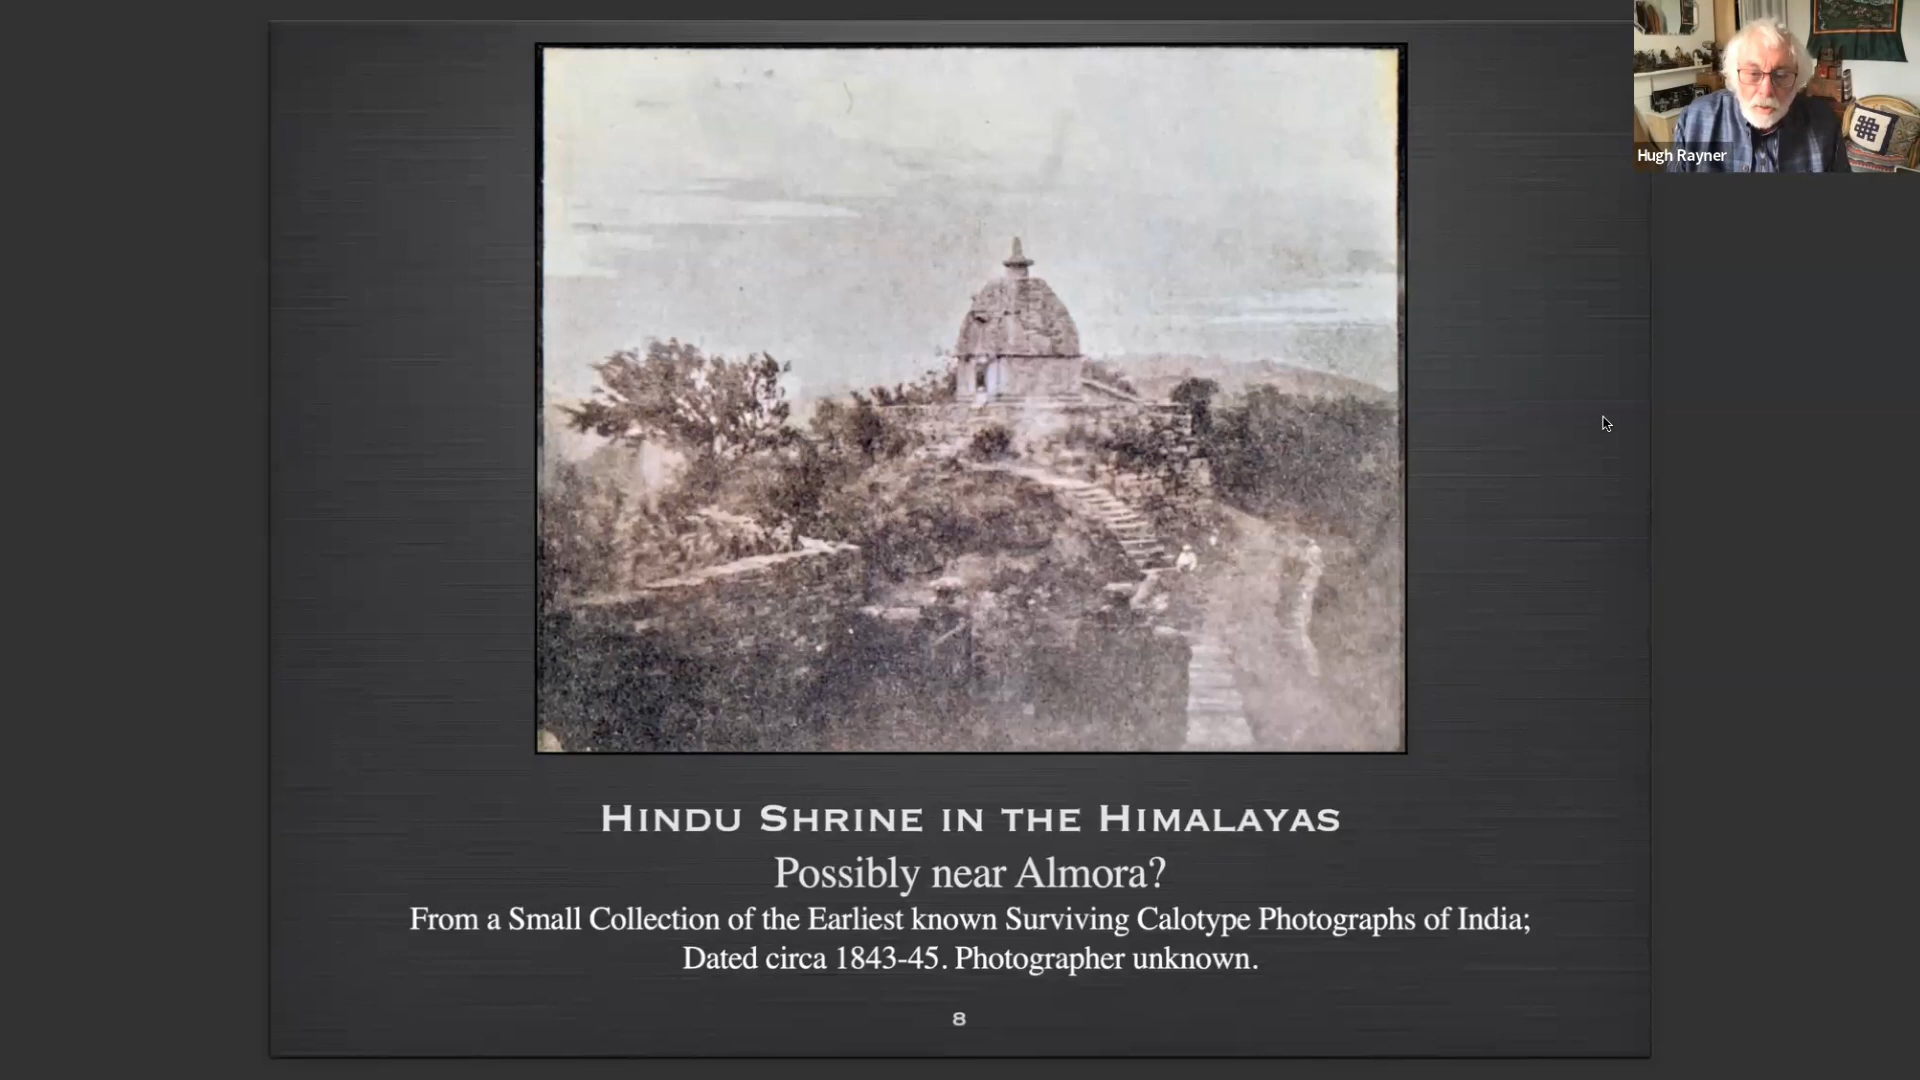 Hugh Rayner
HINDU SHRINE IN THE HIMALAYAS
Possibly near Almora?
From a Small Collection of the Earliest known Surviving Calotype Photographs of India;
Dated circa 1843-45. Photographer unknown.
8